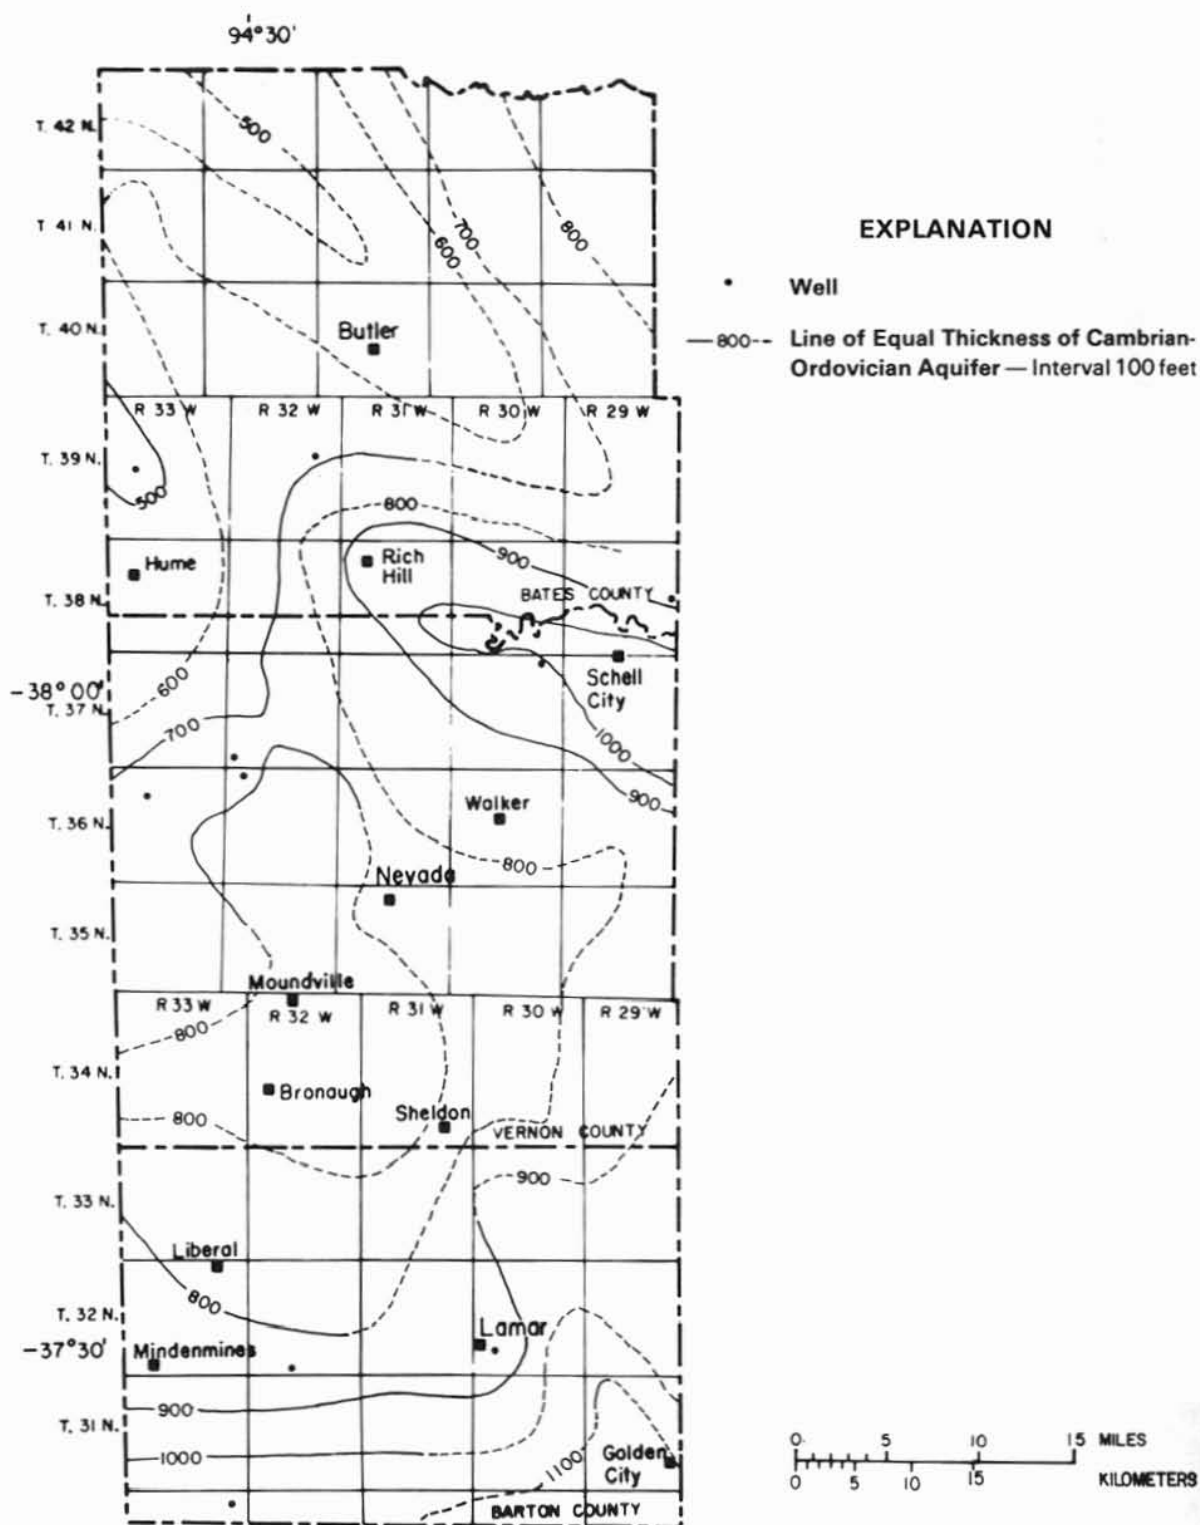 94°30'
T. 42 N.
500
T 41 N.
700
600
800
EXPLANATION
Well
T. 40 N.
Butler
800
Line of Equal Thickness of Cambrian-
Ordovician Aquifer — Interval 100 feet
R 33 W
R 32 W
R 31 W
R 30 W
R 29 W
T. 39 N.
500
800
Hume
Rich
Hill
900
T. 38 N.
BATES COUNTY
Schell
City
600
38°00'
T. 37 N.
700
1000
900
Walker
T. 36 N.
800
Nevada
T. 35 N.
Moundville
R 33 W
R 32 W
R 31 W
R 30 W
R 29 W
800
T. 34 N.
Bronaugh
800
Sheldon
VERNON COUNTY
900
T. 33 N.
Liberal
800
T. 32 N.
Lamar
37°30'
Mindenmines
900
T. 31 N.
1000
1100
Golden
City
BARTON COUNTY
0 5 10 15 MILES
0 5 10 15 KILOMETERS